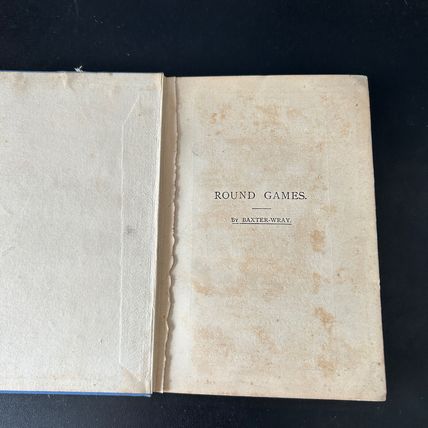 ROUND GAMES.
By BAXTER-WRAY.